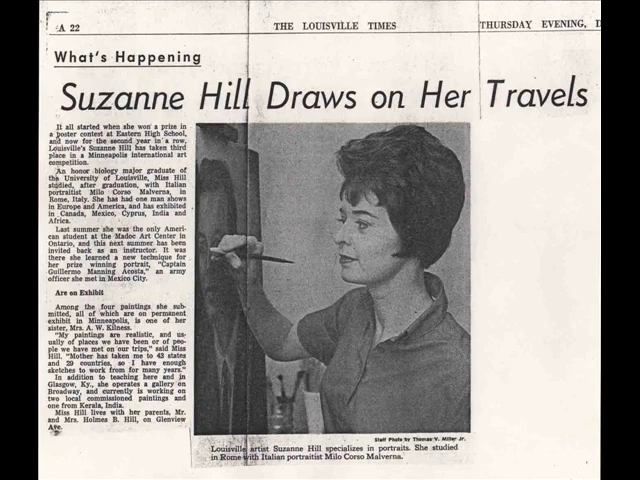 A 22
THE LOUISVILLE TIMES
THURSDAY EVENING, D
What's Happening
Suzanne Hill Draws on Her Travels
It all started when she won a prize in
a poster contest at Eastern High School,
and now for the second year in a row,
Louisville's Suzanne Hill has taken third
place in a Minneapolis international art
competition.
An honor biology major graduate of
the University of Louisville, Miss Hill
studied, after graduation, with Italian
portraitist Milo Corso Malverna, in
Rome, Italy. She has had one man shows
in Europe and America, and has exhibited
in Canada, Mexico, Cyprus, India and
Africa.
Last summer she was the only Ameri-
can student at the Madoc Art Center in
Ontario, and this next summer has been
invited back as an instructor. It was
there she learned a new technique for
her prize winning portrait, "Captain
Guillermo Manning Acosta," an army
officer she met in Mexico City.
Are on Exhibit
Among the four paintings she sub-
mitted, all of which are on permanent
exhibit in Minneapolis, is one of her
sister, Mrs. A. W. Kilness.
"My paintings are realistic, and us-
ually of places we have been or of peo-
ple we have met on our trips," said Miss
Hill. "Mother has taken me to 43 states
and 29 countries, so I have enough
sketches to work from for many years."
In addition to teaching here and in
Glasgow, Ky., she operates a gallery on
Broadway, and currently is working on
two local commissioned paintings and
one from Kerala, India.
Miss Hill lives with her parents, Mr.
and Mrs. Holmes B. Hill, on Glenview
Ave.
Staff Photo by Thomas V. Miller Jr.
Louisville artist Suzanne Hill specializes in portraits. She studied
in Rome with Italian portraitist Milo Corso Malverna.